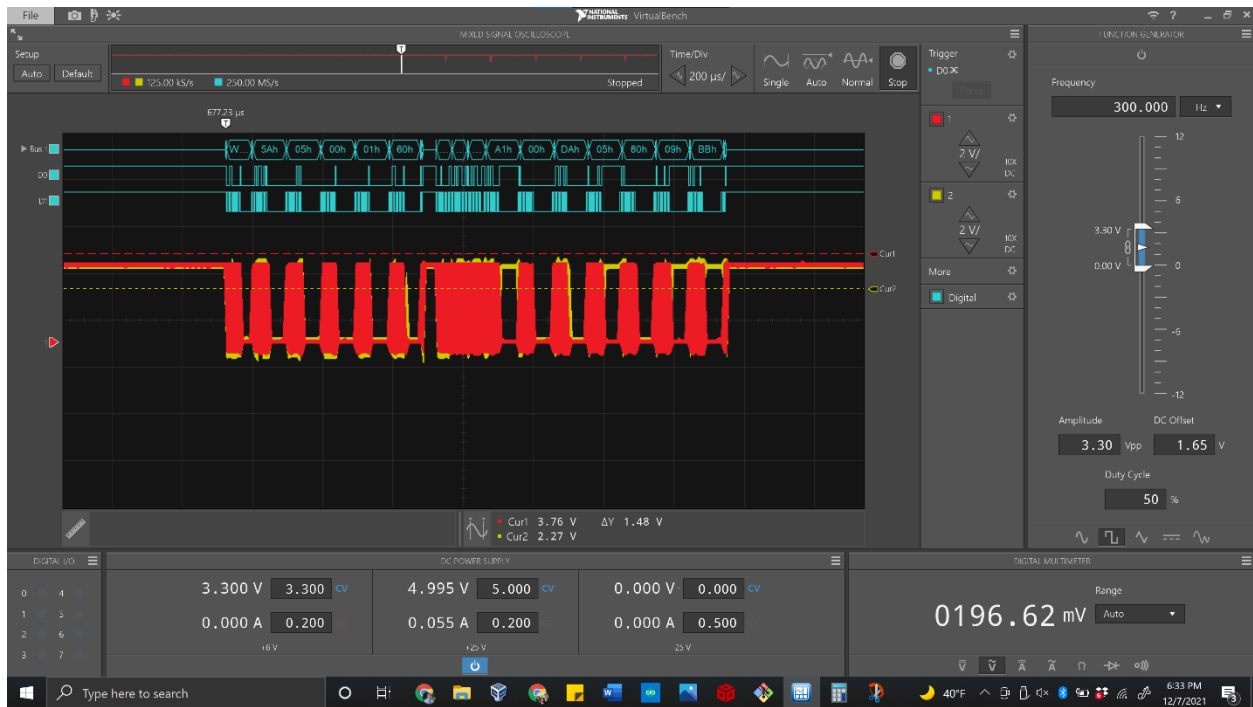 File
NATIONAL INSTRUMENTS VirtualBench
?
MIXED SIGNAL OSCILLOSCOPE
FUNCTION GENERATOR
Setup
Auto Default
T
125.00 kS/s 250.00 MS/s Stopped
Time/Div
200 µs/
Single Auto Normal Stop
Trigger
D0
Force
677.23 µs
T
Bus 1
W... 5Ah 05h 00h 01h 60h ... ... ... A1h 00h DAh 05h 80h 09h BBh
D0
D1
Cur1
Cur2
1
1
2 V/
10X
DC
2
2 V/
10X
DC
More
Digital
Cur1 3.76 V ΔY 1.48 V
Cur2 2.27 V
Frequency
300.000 Hz
12
6
3.30 V
0.00 V 0
-6
-12
Amplitude DC Offset
3.30 Vpp 1.65 V
Duty Cycle
50 %
DIGITAL I/O
0 4
1 5
2 6
3 7
DC POWER SUPPLY
3.300 V 3.300 CV 4.995 V 5.000 CV 0.000 V 0.000 CV
0.000 A 0.200 0.055 A 0.200 0.000 A 0.500
+6 V +25 V 25 V
DIGITAL MULTIMETER
Range
0196.62 mV Auto
Type here to search
40°F
6:33 PM
12/7/2021
3